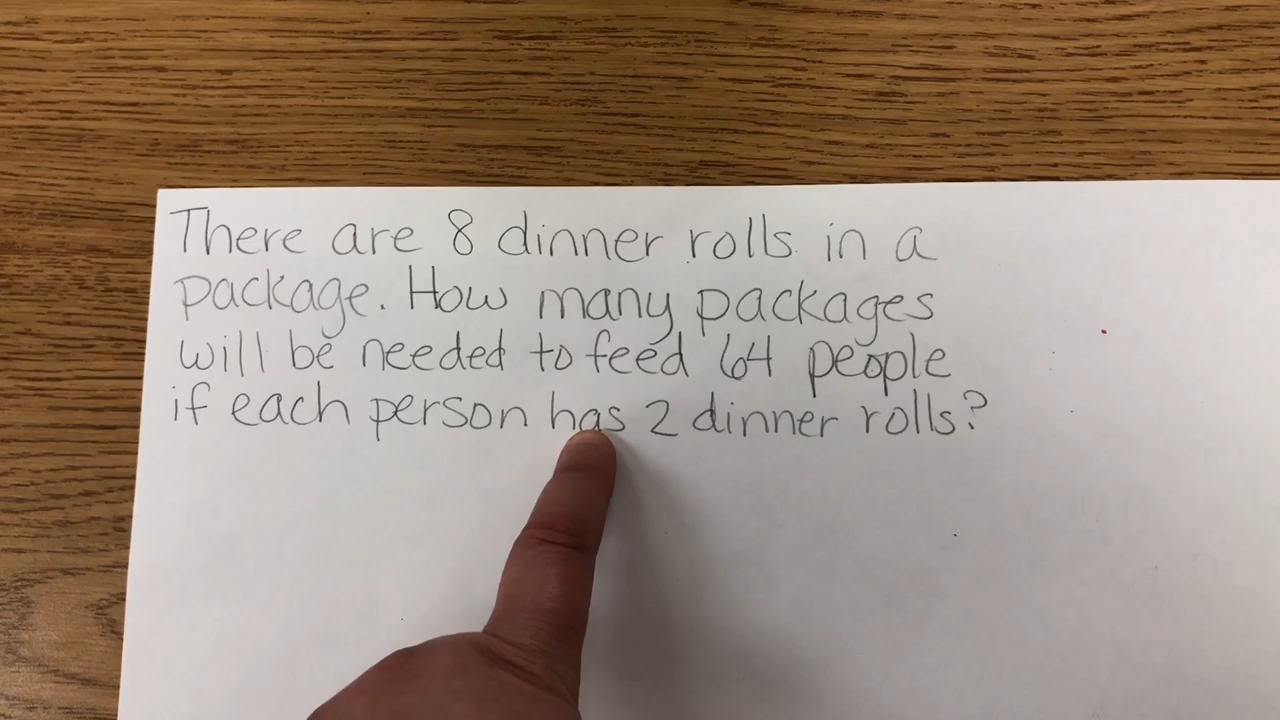 There are 8 dinner rolls in a
package. How many packages
will be needed to feed 64 people
if each person has 2 dinner rolls?